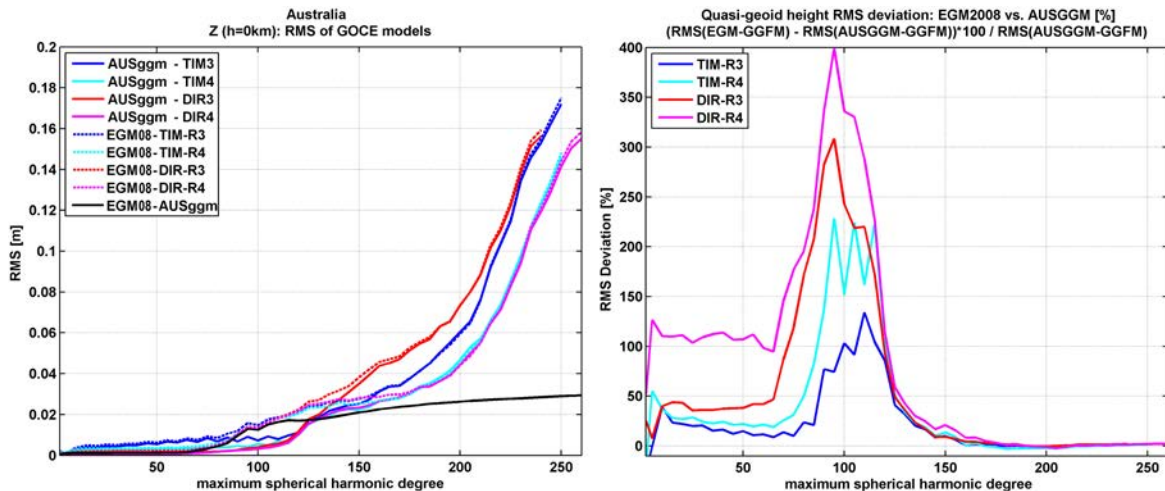 Australia
Z (h=0km): RMS of GOCE models
0.2
0.18
0.16
0.14
0.12
0.1
0.08
0.06
0.04
0.02
0
RMS [m]
AUSggm - TIM3
AUSggm - TIM4
AUSggm - DIR3
AUSggm - DIR4
EGM08-TIM-R3
EGM08-TIM-R4
EGM08-DIR-R3
EGM08-DIR-R4
EGM08-AUSggm
50 100 150 200 250
maximum spherical harmonic degree
Quasi-geoid height RMS deviation: EGM2008 vs. AUSGGM [%]
(RMS(EGM-GGFM) - RMS(AUSGGM-GGFM))*100 / RMS(AUSGGM-GGFM)
400
350
300
250
200
150
100
50
0
RMS Deviation [%]
TIM-R3
TIM-R4
DIR-R3
DIR-R4
50 100 150 200 250
maximum spherical harmonic degree